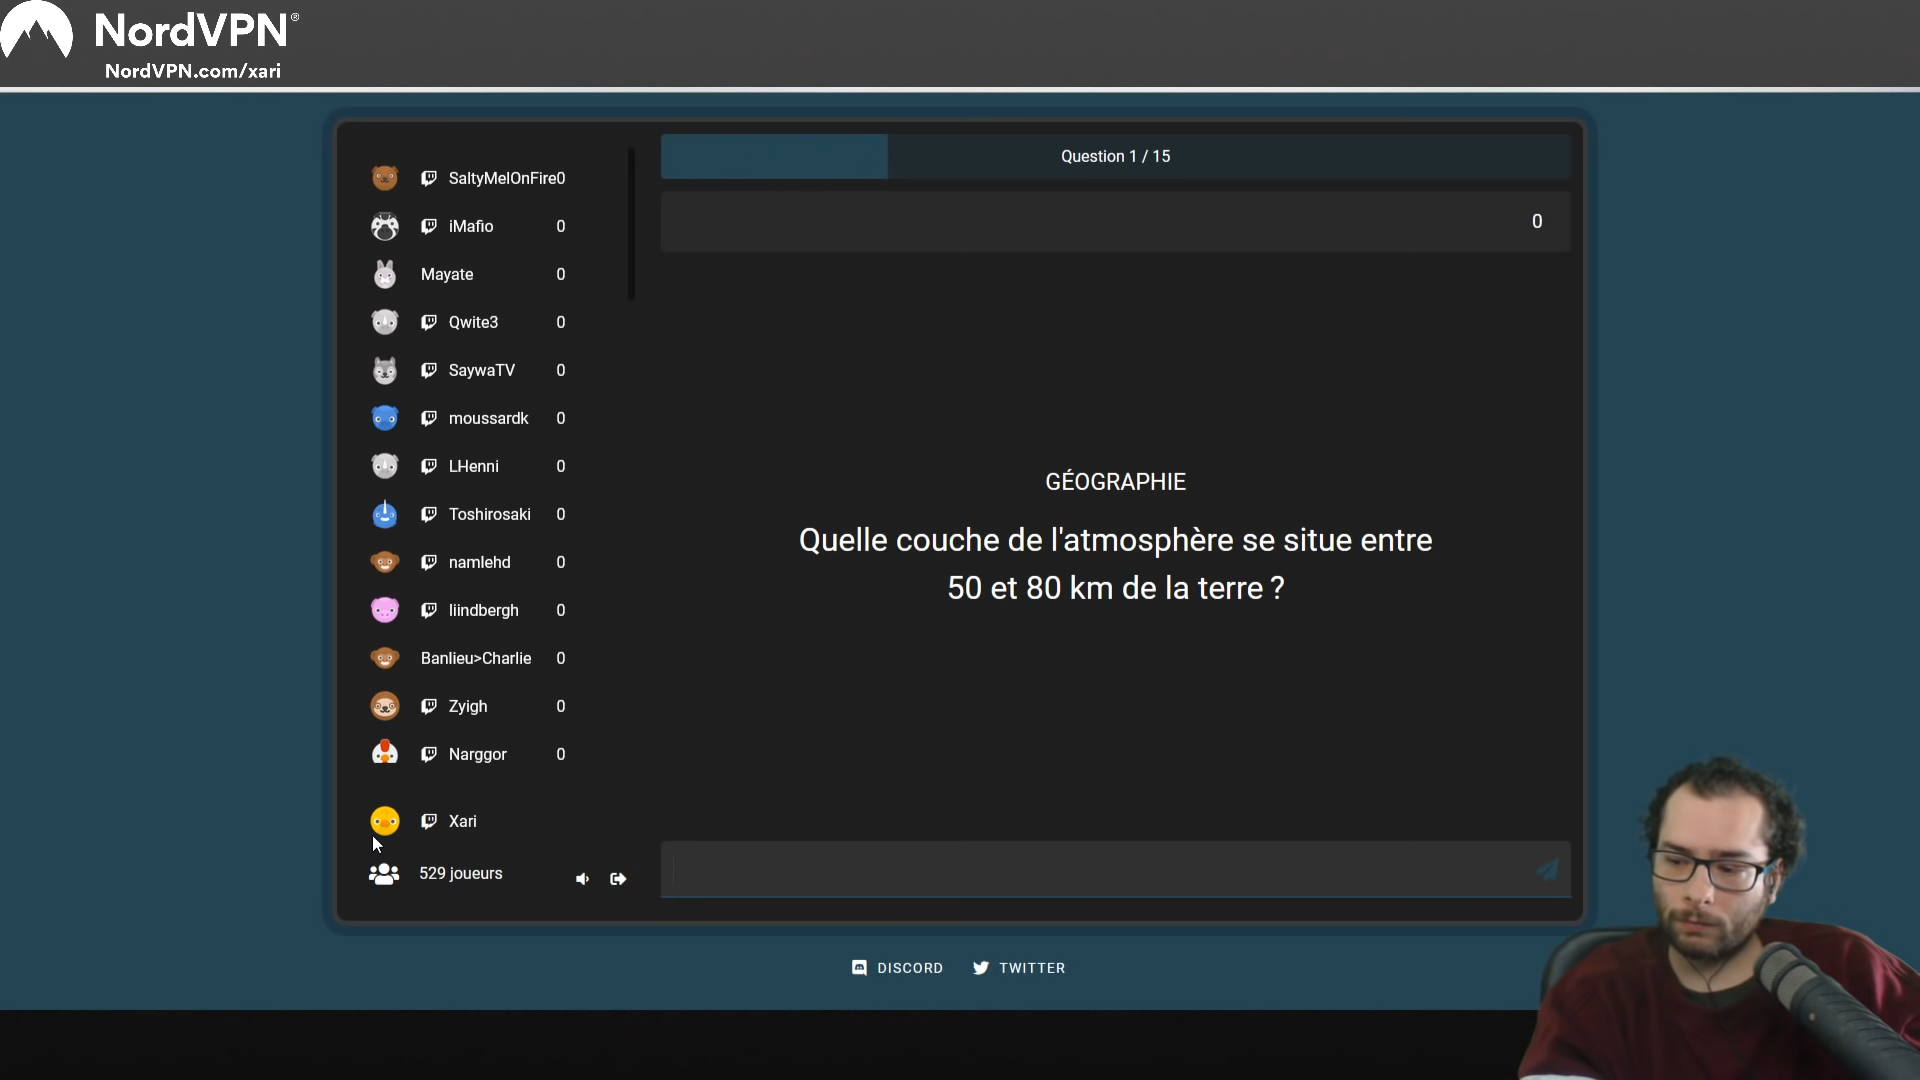 NordVPN®
NordVPN.com/xari
SaltyMelOnFire 0
iMafio 0
Mayate 0
Qwite3 0
SaywaTV 0
moussardk 0
LHenni 0
Toshirosaki 0
namlehd 0
liindbergh 0
Banlieu>Charlie 0
Zyigh 0
Narggor 0
Xari
529 joueurs
Question 1 / 15
0
GÉOGRAPHIE
Quelle couche de l'atmosphère se situe entre
50 et 80 km de la terre ?
DISCORD
TWITTER